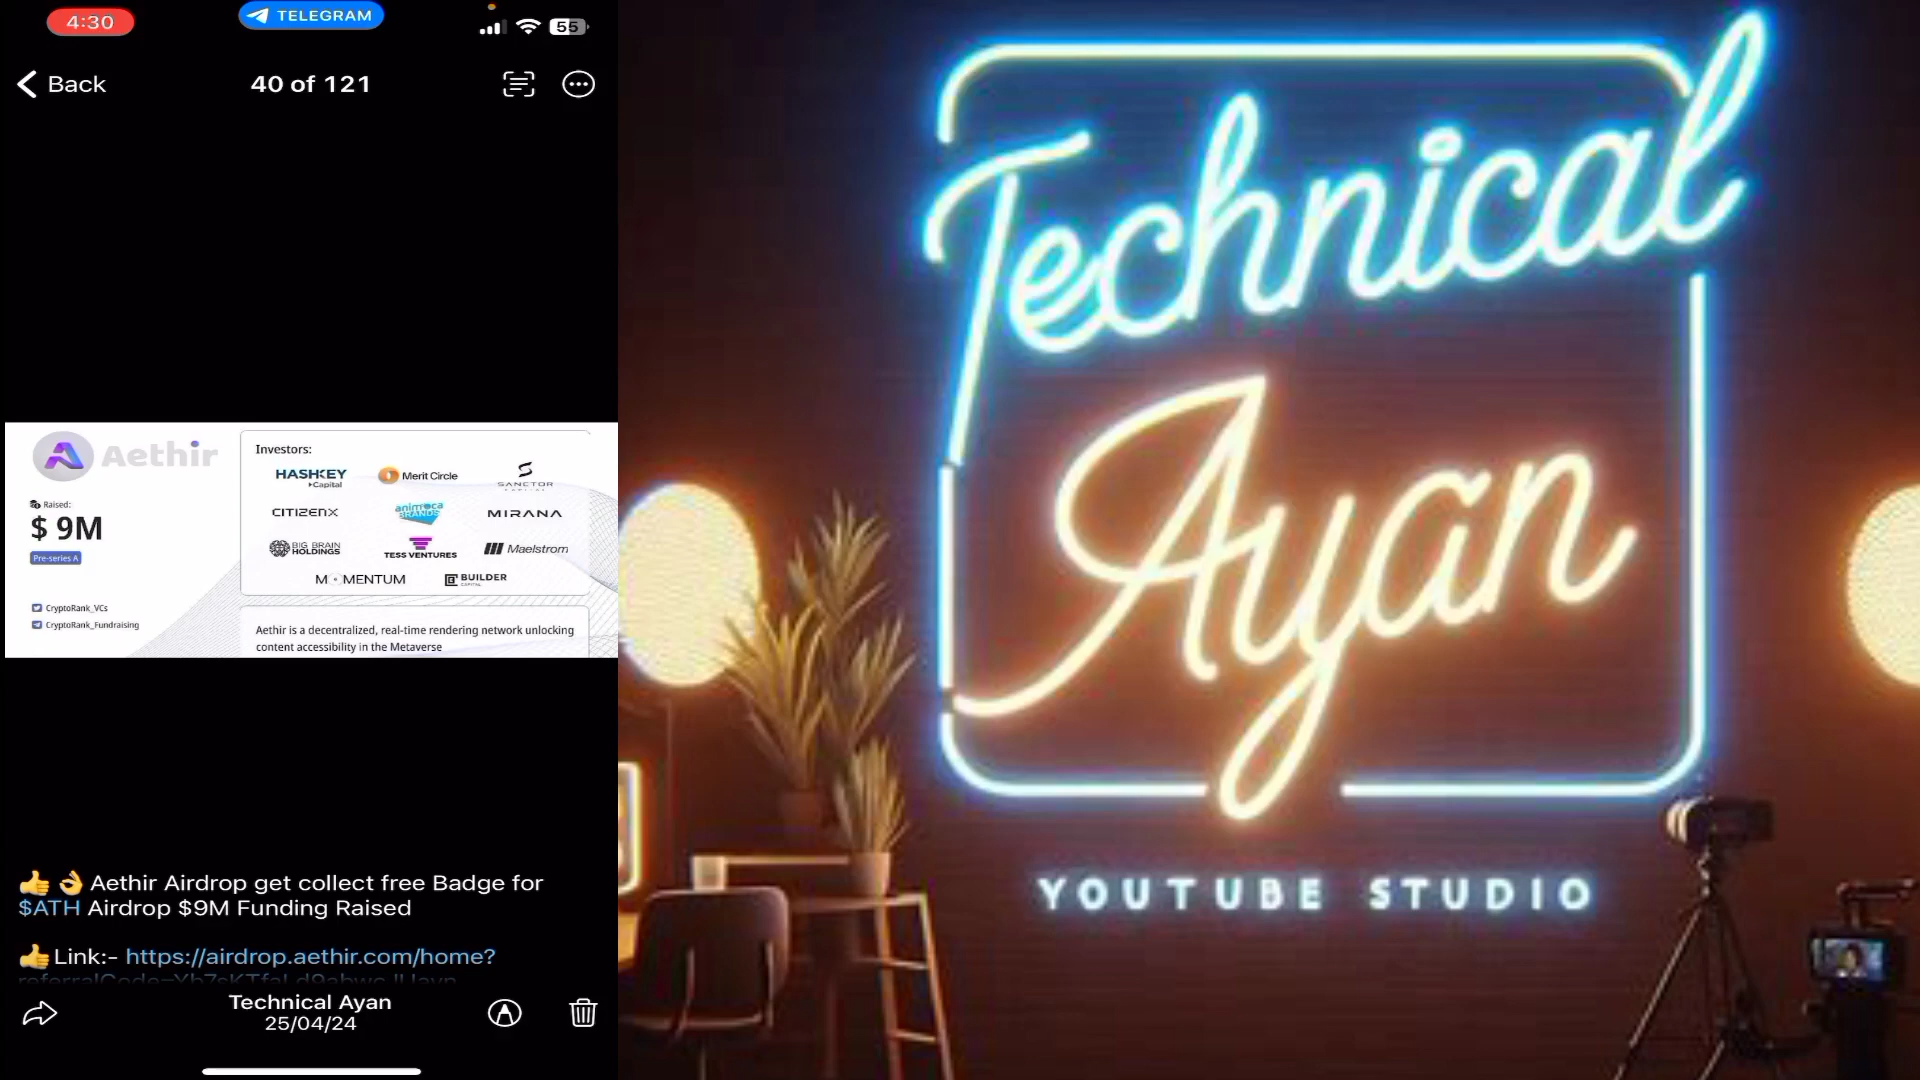 4:30
TELEGRAM
55
Back
40 of 121
Aethir
Raised:
$ 9M
Pre-series A
CryptoRank_VCs
CryptoRank_Fundraising
Investors:
HASHKEY
Capital
Merit Circle
SANCTOR
CITIZENX
animoca
BRANDS
MIRANA
BIG BRAIN
HOLDINGS
TESS VENTURES
Maelstrom
MOMENTUM
BUILDER
CAPITAL
Aethir is a decentralized, real-time rendering network unlocking
content accessibility in the Metaverse
👍 👌 Aethir Airdrop get collect free Badge for
$ATH Airdrop $9M Funding Raised
👍Link:- https://airdrop.aethir.com/home?
Technical Ayan
25/04/24
Technical
Ayan
YOUTUBE STUDIO